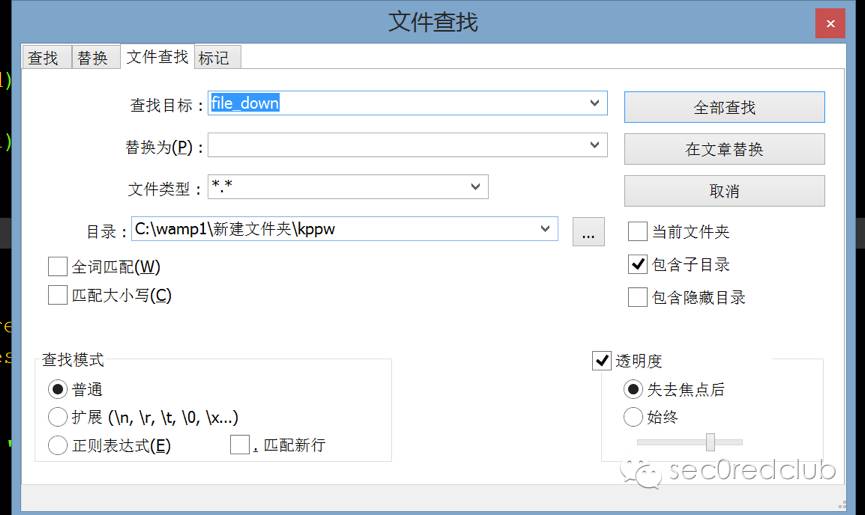 文件查找
查找 替换 文件查找 标记
查找目标： file_down 全部查找
替换为(P)： 在文章替换
文件类型： *.* 取消
目录： C:\wamp1\新建文件夹\kppw ... 当前文件夹
全词匹配(W) 包含子目录
匹配大小写(C) 包含隐藏目录
查找模式 透明度
普通 失去焦点后
扩展 (\n, \r, \t, \0, \x...) 始终
正则表达式(E) . 匹配新行
sec0redclub